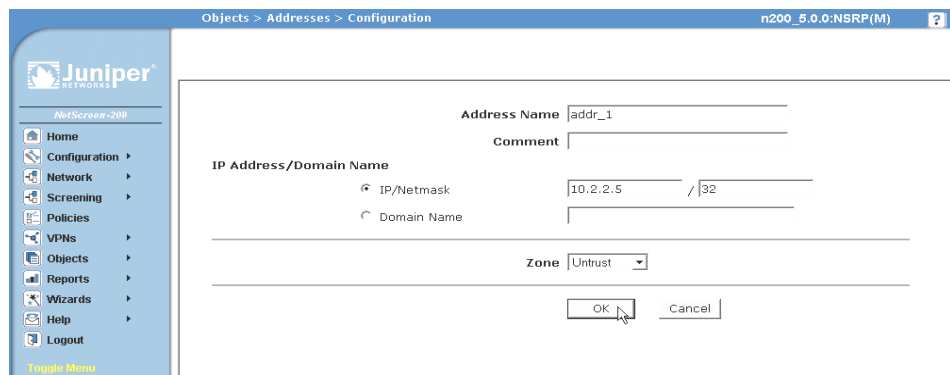 Objects > Addresses > Configuration n200_5.0.0:NSRP(M) ?
Juniper®
NETWORKS
NetScreen-208
Home
Configuration
Network
Screening
Policies
VPNs
Objects
Reports
Wizards
Help
Logout
Toggle Menu
Address Name addr_1
Comment
IP Address/Domain Name
IP/Netmask 10.2.2.5 / 32
Domain Name
Zone Untrust
OK Cancel